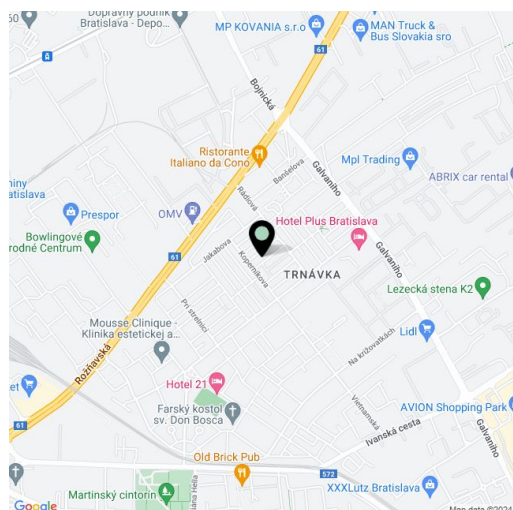 60
Dopravný podnik
Bratislava - Depo...
MP KOVANIA s.r.o
MAN Truck &
Bus Slovakia sro
61
Bojnická
Ristorante
Italiano da Cono
Banšelova
Galvaniho
Mpl Trading
ABRIX car rental
Rádiová
OMV
Prespor
Hotel Plus Bratislava
Bowlingové
rodné Centrum
Jakabova
Kopernikova
Galvaniho
61
TRNÁVKA
Lezecká stena K2
Pri strelnici
Mousse Clinique -
Klinika estetickej a...
Lidl
Rožňavská
Na križovatkách
Hotel 21
Farský kostol
sv. Don Bosca
Vietnamská
AVION Shopping Park
Galvaniho
61
Ivanská cesta
Old Brick Pub
572
Martinský cintorín
XXXLutz Bratislava
Google
Map data ©2024